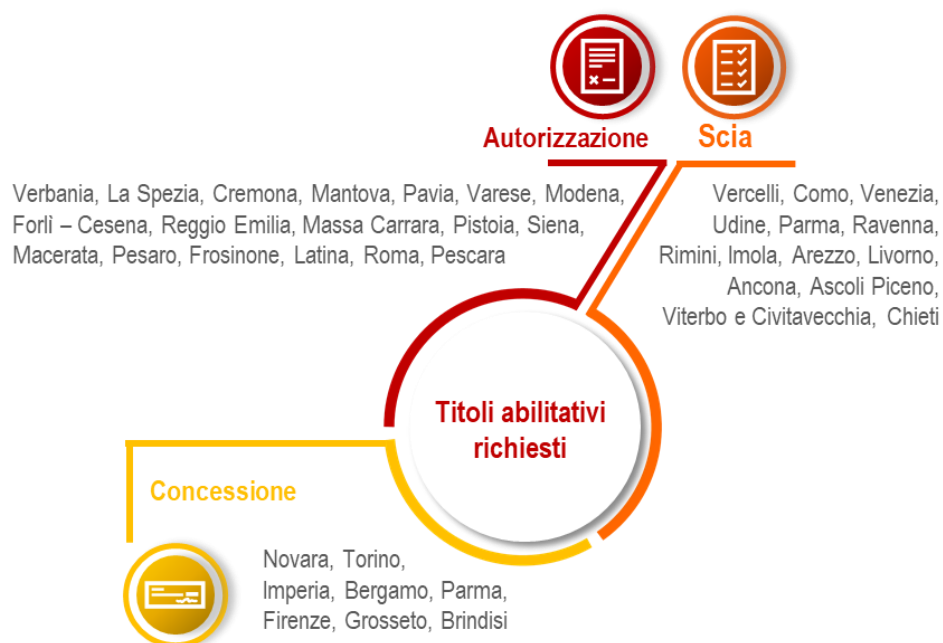 Autorizzazione
Verbania, La Spezia, Cremona, Mantova, Pavia, Varese, Modena,
Forlì – Cesena, Reggio Emilia, Massa Carrara, Pistoia, Siena,
Macerata, Pesaro, Frosinone, Latina, Roma, Pescara
Scia
Vercelli, Como, Venezia,
Udine, Parma, Ravenna,
Rimini, Imola, Arezzo, Livorno,
Ancona, Ascoli Piceno,
Viterbo e Civitavecchia, Chieti
Titoli abilitativi
richiesti
Concessione
Novara, Torino,
Imperia, Bergamo, Parma,
Firenze, Grosseto, Brindisi